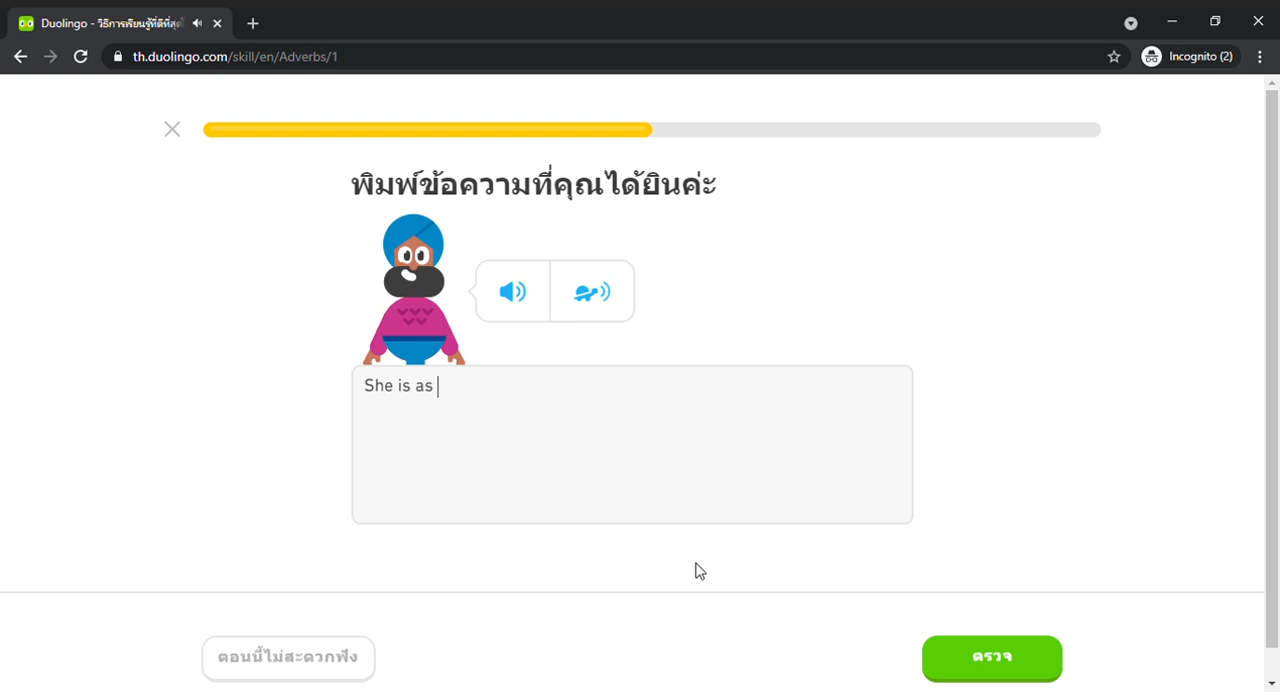 Duolingo - วิธีการเรียนรู้ที่ดีที่สุด
th.duolingo.com/skill/en/Adverbs/1
Incognito (2)
พิมพ์ข้อความที่คุณได้ยินค่ะ
She is as
ตอนนี้ไม่สะดวกฟัง
ตรวจ